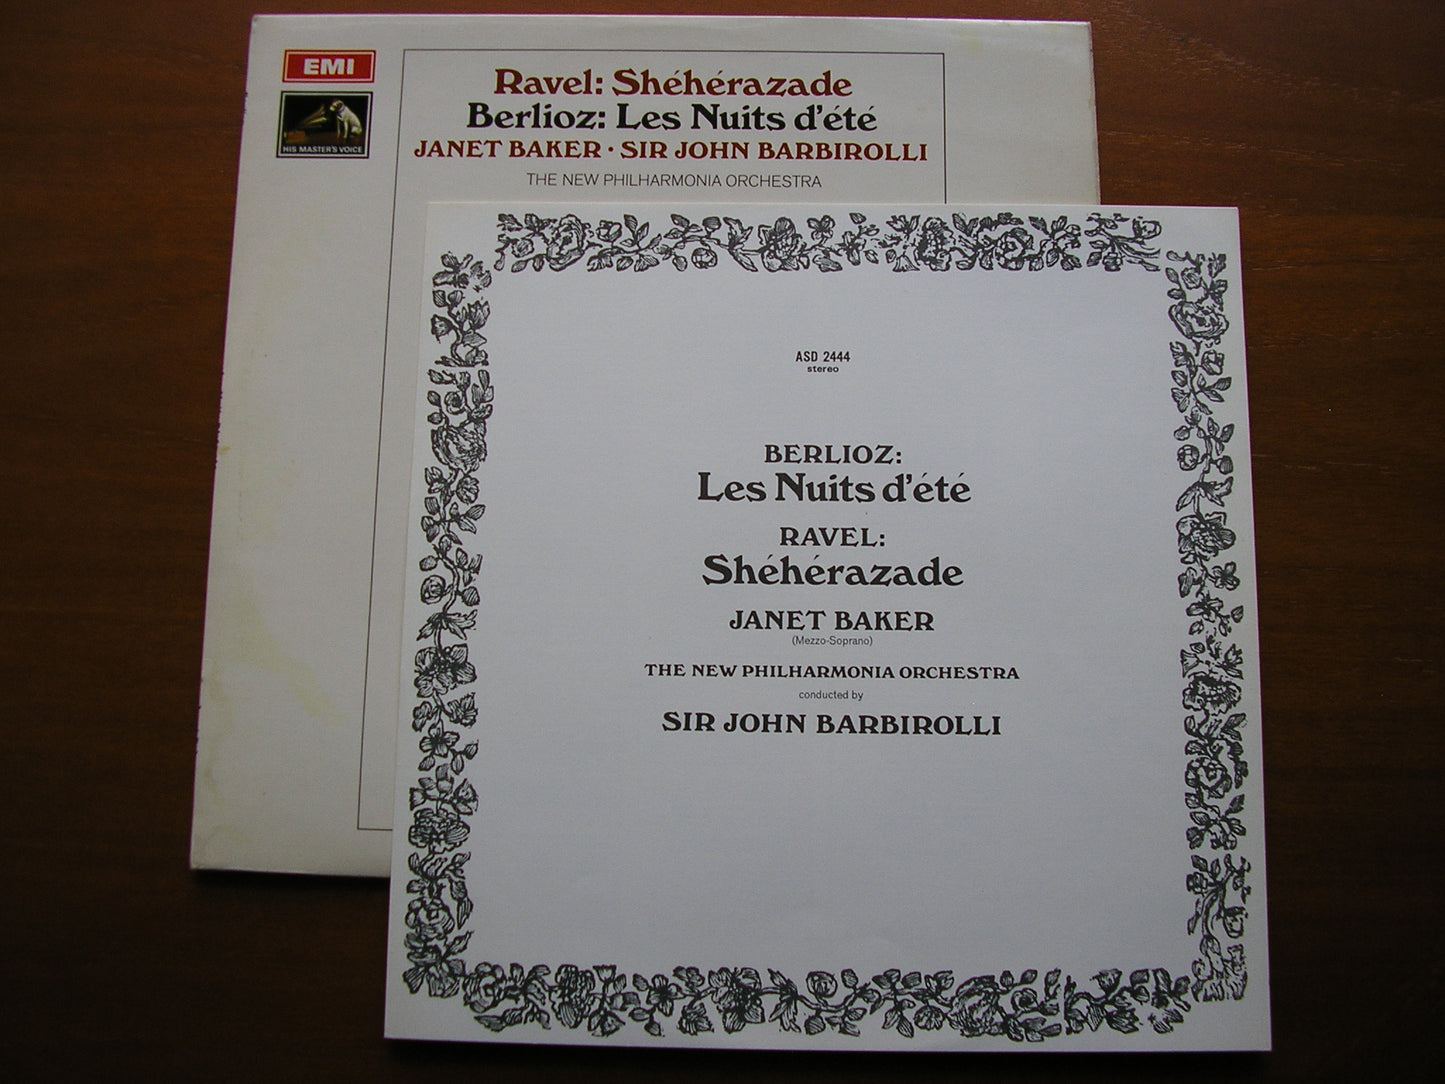 EMI
HIS MASTER'S VOICE
Ravel: Shéhérazade
Berlioz: Les Nuits d'été
JANET BAKER · SIR JOHN BARBIROLLI
THE NEW PHILHARMONIA ORCHESTRA
ASD 2444
stereo
BERLIOZ:
Les Nuits d'été
RAVEL:
Shéhérazade
JANET BAKER
(Mezzo-Soprano)
THE NEW PHILHARMONIA ORCHESTRA
conducted by
SIR JOHN BARBIROLLI